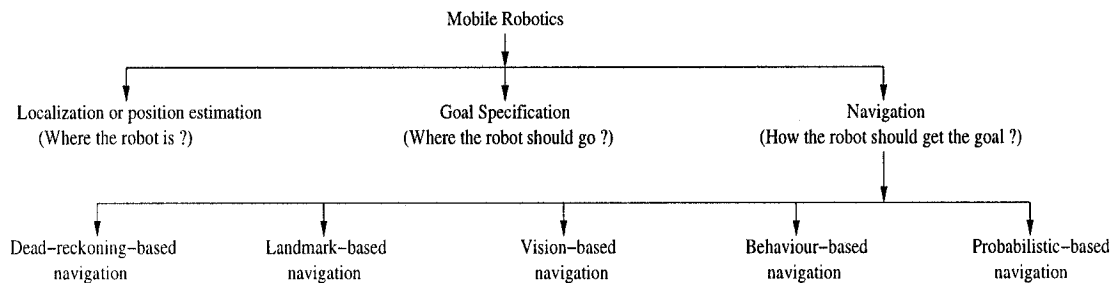 Mobile Robotics
Localization or position estimation
(Where the robot is ?)
Goal Specification
(Where the robot should go ?)
Navigation
(How the robot should get the goal ?)
Dead-reckoning-based
navigation
Landmark-based
navigation
Vision-based
navigation
Behaviour-based
navigation
Probabilistic-based
navigation